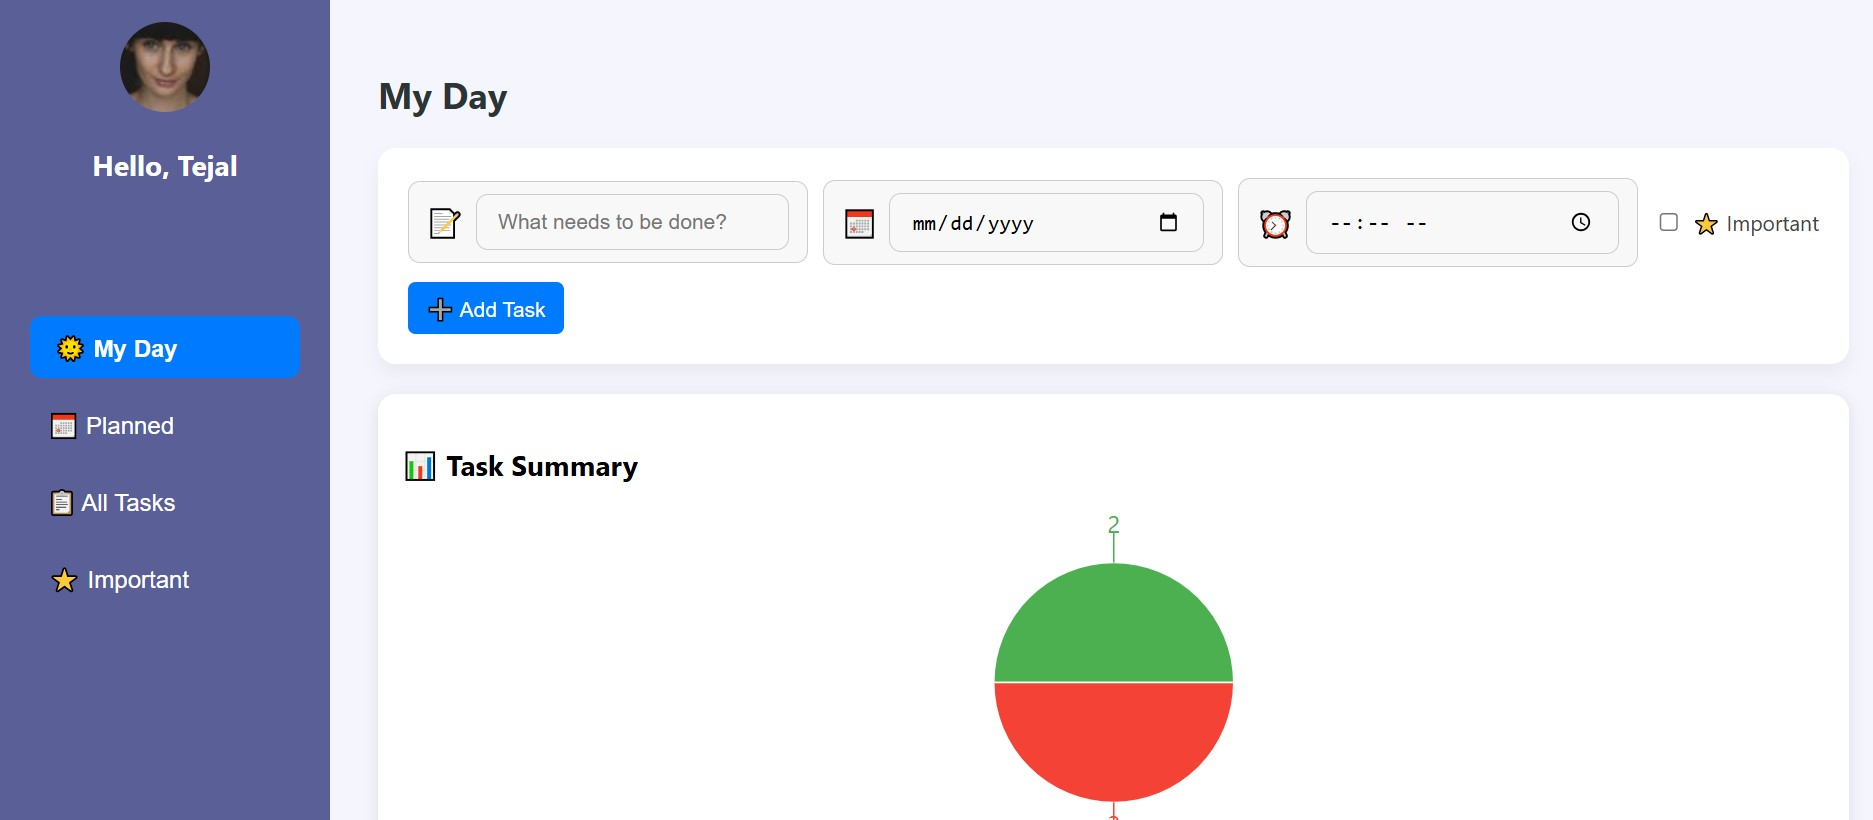 Hello, Tejal
My Day
Planned
All Tasks
Important
My Day
What needs to be done?
mm/dd/yyyy
--:-- --
Important
Add Task
Task Summary
2